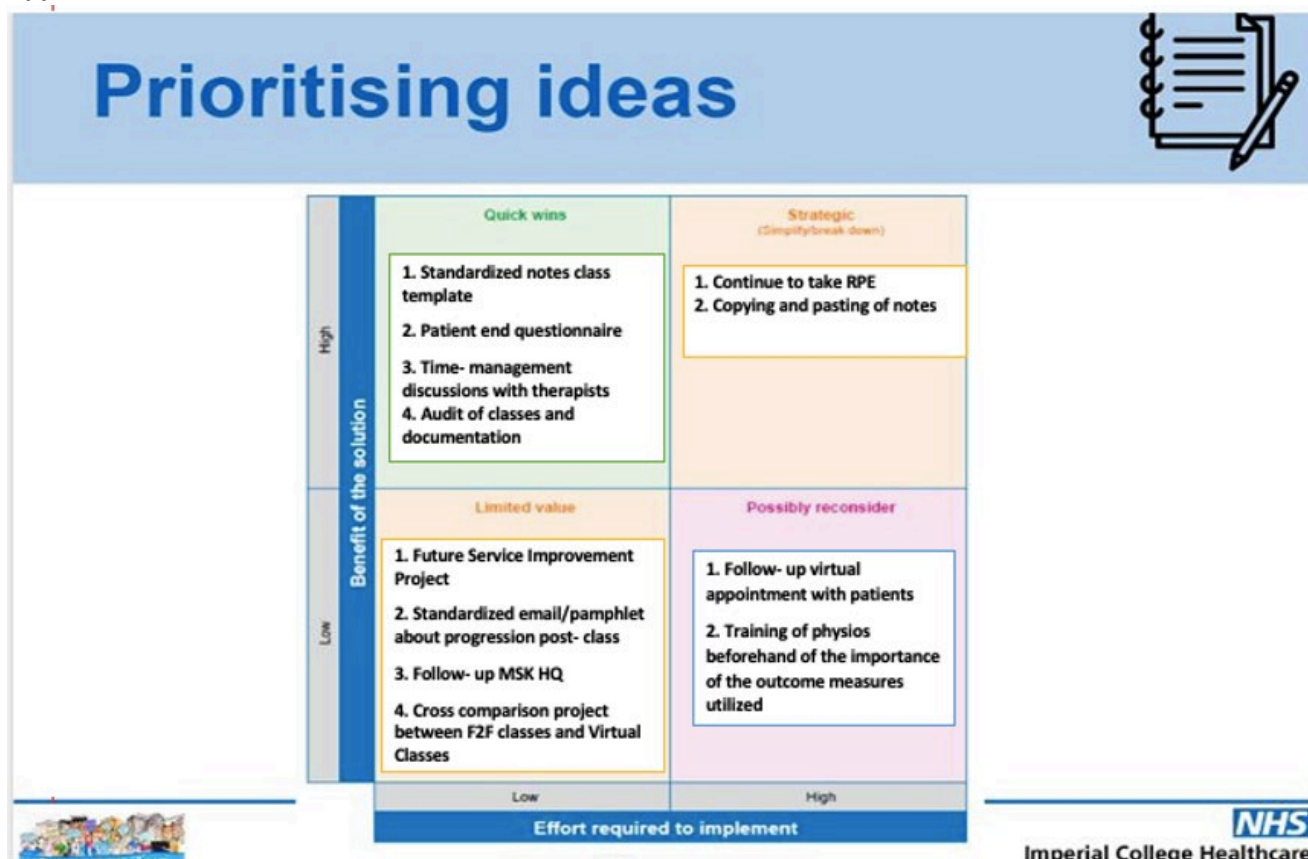 Prioritising ideas
Quick wins
1. Standardized notes class
template
2. Patient end questionnaire
3. Time- management
discussions with therapists
4. Audit of classes and
documentation
Strategic
(Simplify/break down)
1. Continue to take RPE
2. Copying and pasting of notes
High
Benefit of the solution
Low
Limited value
1. Future Service Improvement
Project
2. Standardized email/pamphlet
about progression post- class
3. Follow- up MSK HQ
4. Cross comparison project
between F2F classes and Virtual
Classes
Possibly reconsider
1. Follow- up virtual
appointment with patients
2. Training of physios
beforehand of the importance
of the outcome measures
utilized
Low
High
Effort required to implement
NHS
Imperial College Healthcare